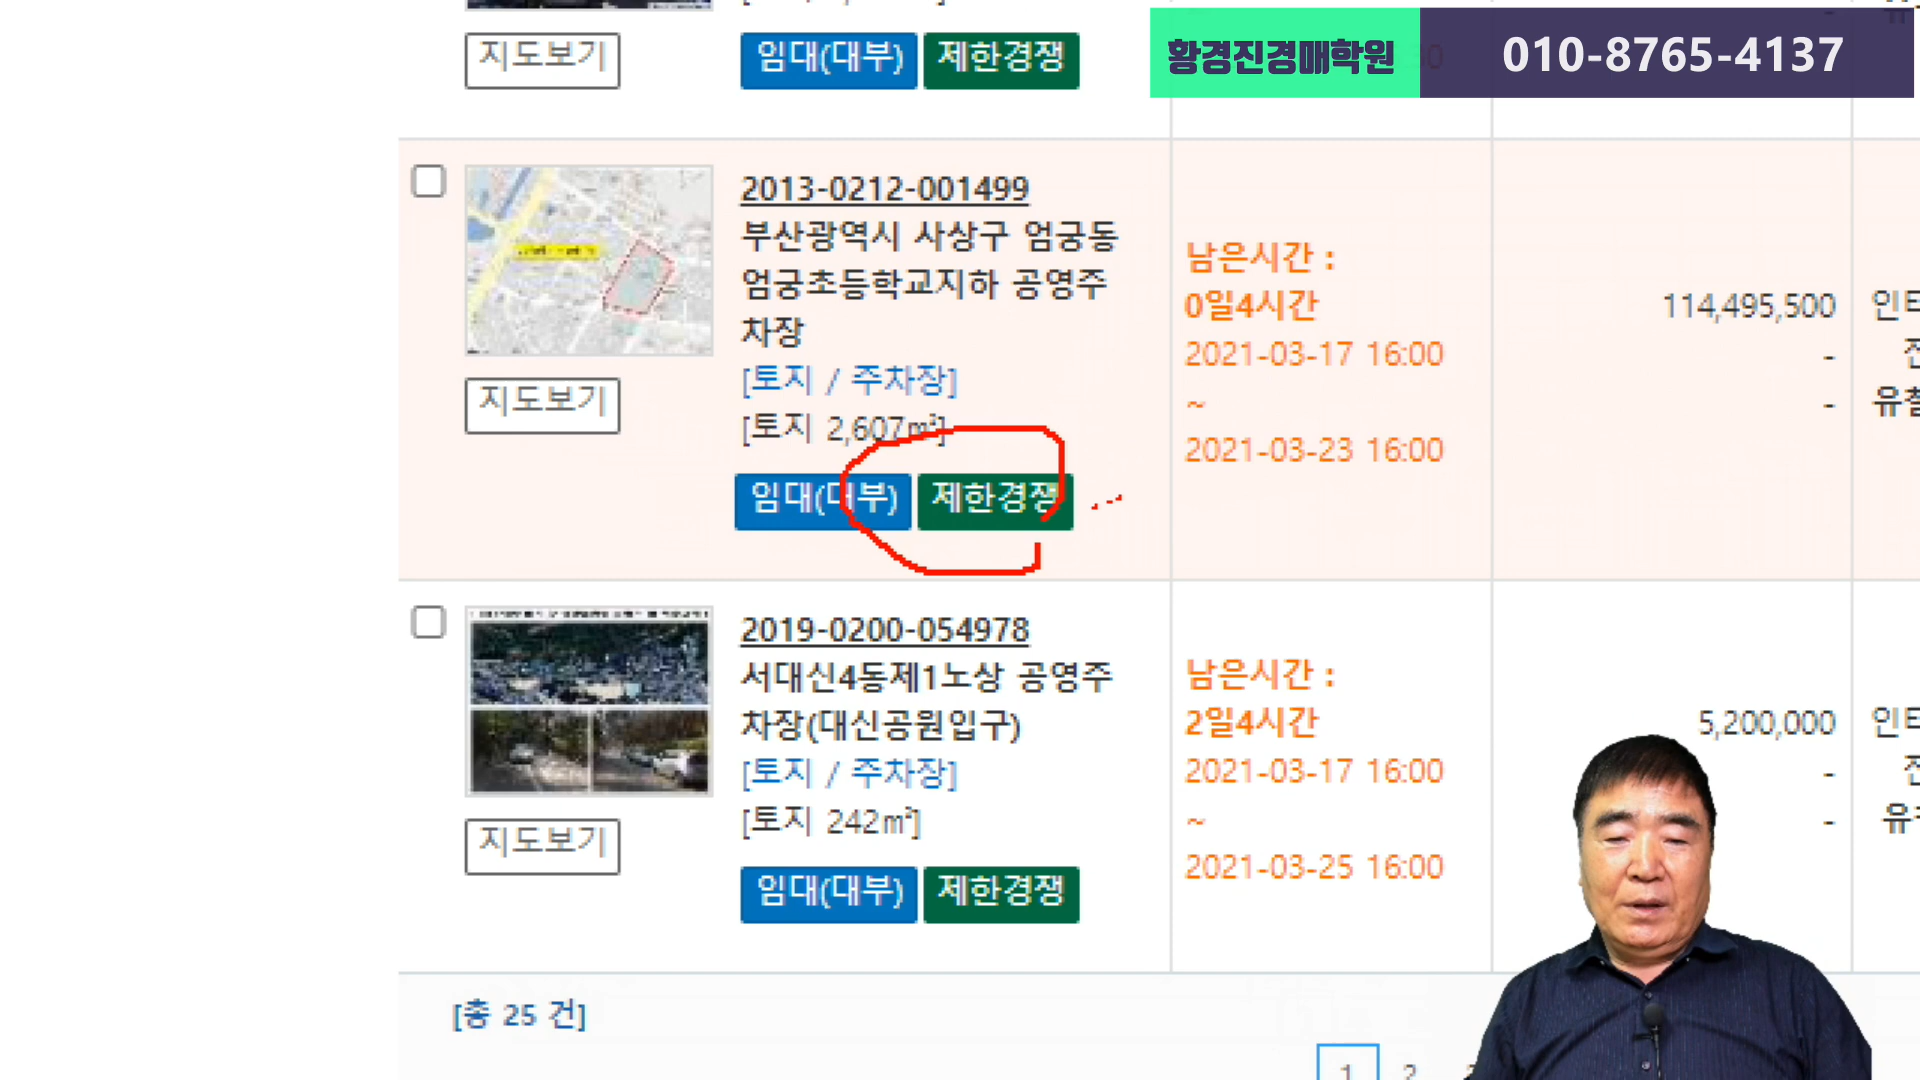 지도보기
임대(대부) 제한경쟁
황경진경매학원 010-8765-4137
2013-0212-001499
부산광역시 사상구 엄궁동
엄궁초등학교지하 공영주
차장
[토지 / 주차장]
[토지 2,607㎡]
지도보기
임대(대부) 제한경쟁
남은시간 :
0일4시간
2021-03-17 16:00
~
2021-03-23 16:00
114,495,500
-
-
2019-0200-054978
서대신4동제1노상 공영주
차장(대신공원입구)
[토지 / 주차장]
[토지 242㎡]
지도보기
임대(대부) 제한경쟁
남은시간 :
2일4시간
2021-03-17 16:00
~
2021-03-25 16:00
5,200,000
-
-
[총 25 건]
1 2